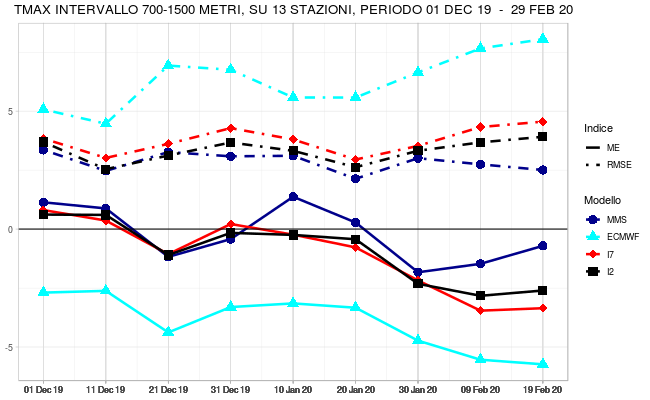 TMAX INTERVALLO 700-1500 METRI, SU 13 STAZIONI, PERIODO 01 DEC 19 - 29 FEB 20
5
0
-5
01 Dec 19 11 Dec 19 21 Dec 19 31 Dec 19 10 Jan 20 20 Jan 20 30 Jan 20 09 Feb 20 19 Feb 20
Indice
ME
RMSE
Modello
MMS
ECMWF
I7
I2